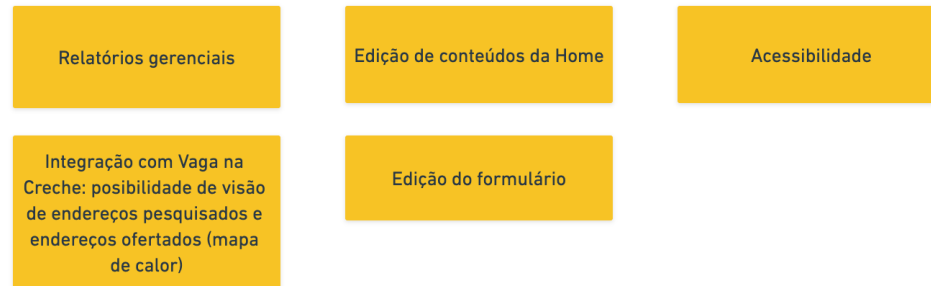 Relatórios gerenciais
Edição de conteúdos da Home
Acessibilidade
Integração com Vaga na
Creche: posibilidade de visão
de endereços pesquisados e
endereços ofertados (mapa
de calor)
Edição do formulário